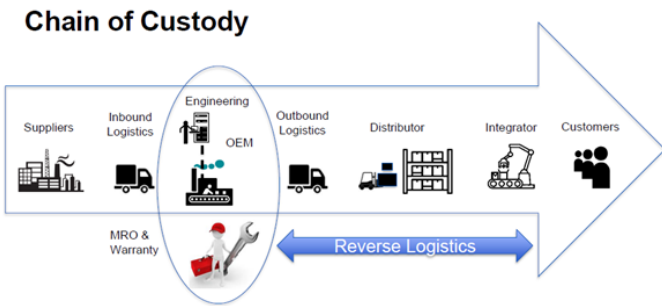 Chain of Custody
Engineering
Inbound
Logistics
Outbound
Logistics
Suppliers
OEM
Distributor
Integrator
Customers
MRO &
Warranty
Reverse Logistics